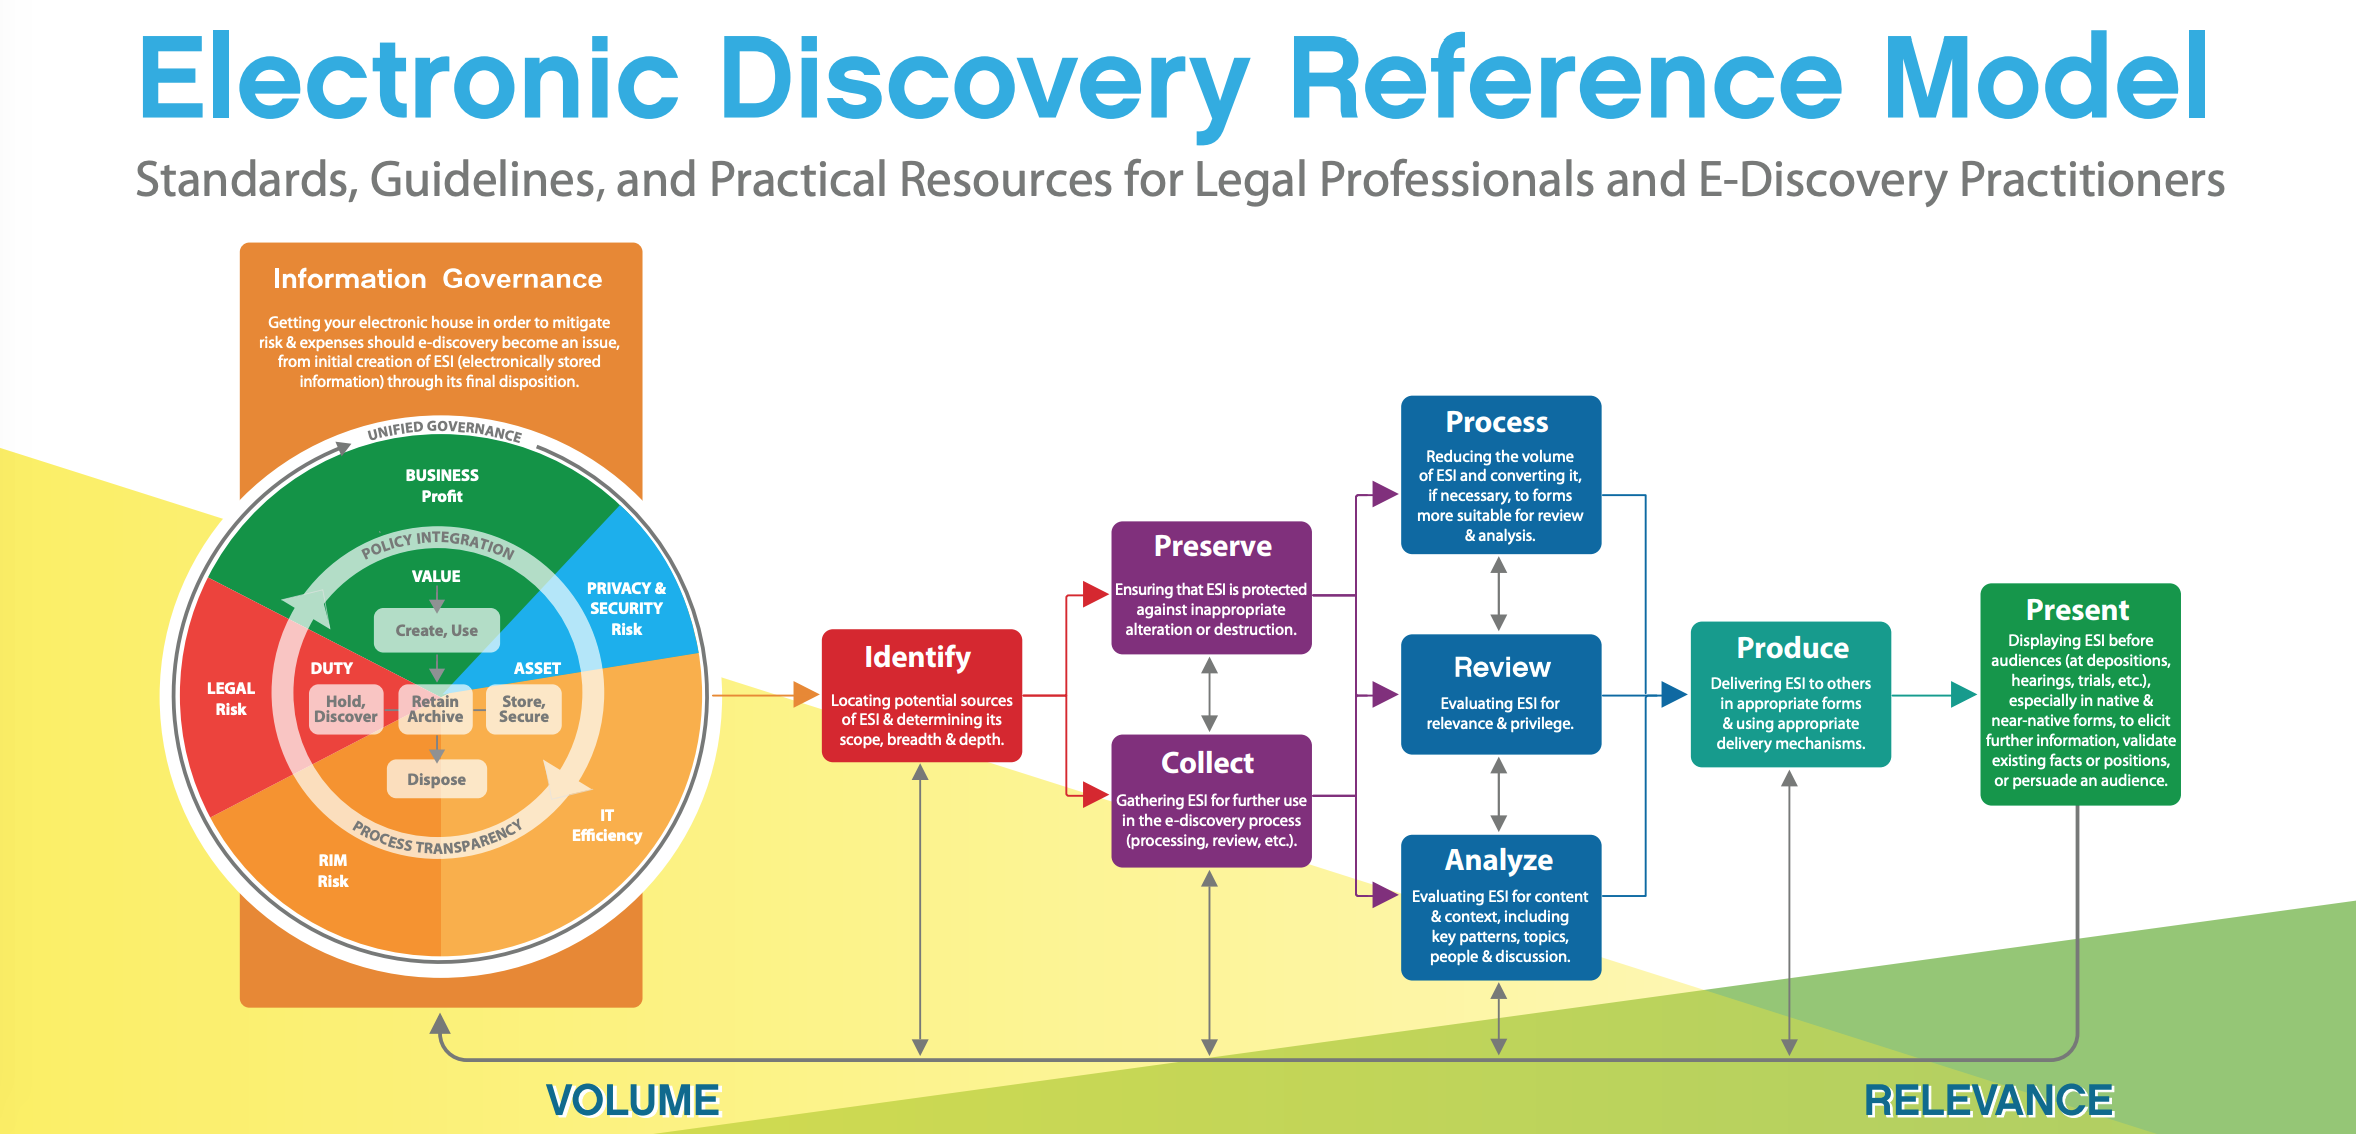 Electronic Discovery Reference Model
Standards, Guidelines, and Practical Resources for Legal Professionals and E-Discovery Practitioners
Information Governance
Getting your electronic house in order to mitigate
risk & expenses should e-discovery become an issue,
from initial creation of ESI (electronically stored
information) through its final disposition.
UNIFIED GOVERNANCE
BUSINESS
Profit
POLICY INTEGRATION
VALUE
Create, Use
PRIVACY &
SECURITY
Risk
DUTY
ASSET
LEGAL
Risk
Hold,
Discover
Retain
Archive
Store,
Secure
Dispose
PROCESS TRANSPARENCY
IT
Efficiency
RIM
Risk
Identify
Locating potential sources
of ESI & determining its
scope, breadth & depth.
Preserve
Ensuring that ESI is protected
against inappropriate
alteration or destruction.
Collect
Gathering ESI for further use
in the e-discovery process
(processing, review, etc.).
Process
Reducing the volume
of ESI and converting it,
if necessary, to forms
more suitable for review
& analysis.
Review
Evaluating ESI for
relevance & privilege.
Analyze
Evaluating ESI for content
& context, including
key patterns, topics,
people & discussion.
Produce
Delivering ESI to others
in appropriate forms
& using appropriate
delivery mechanisms.
Present
Displaying ESI before
audiences (at depositions,
hearings, trials, etc.),
especially in native &
near-native forms, to elicit
further information, validate
existing facts or positions,
or persuade an audience.
VOLUME
RELEVANCE